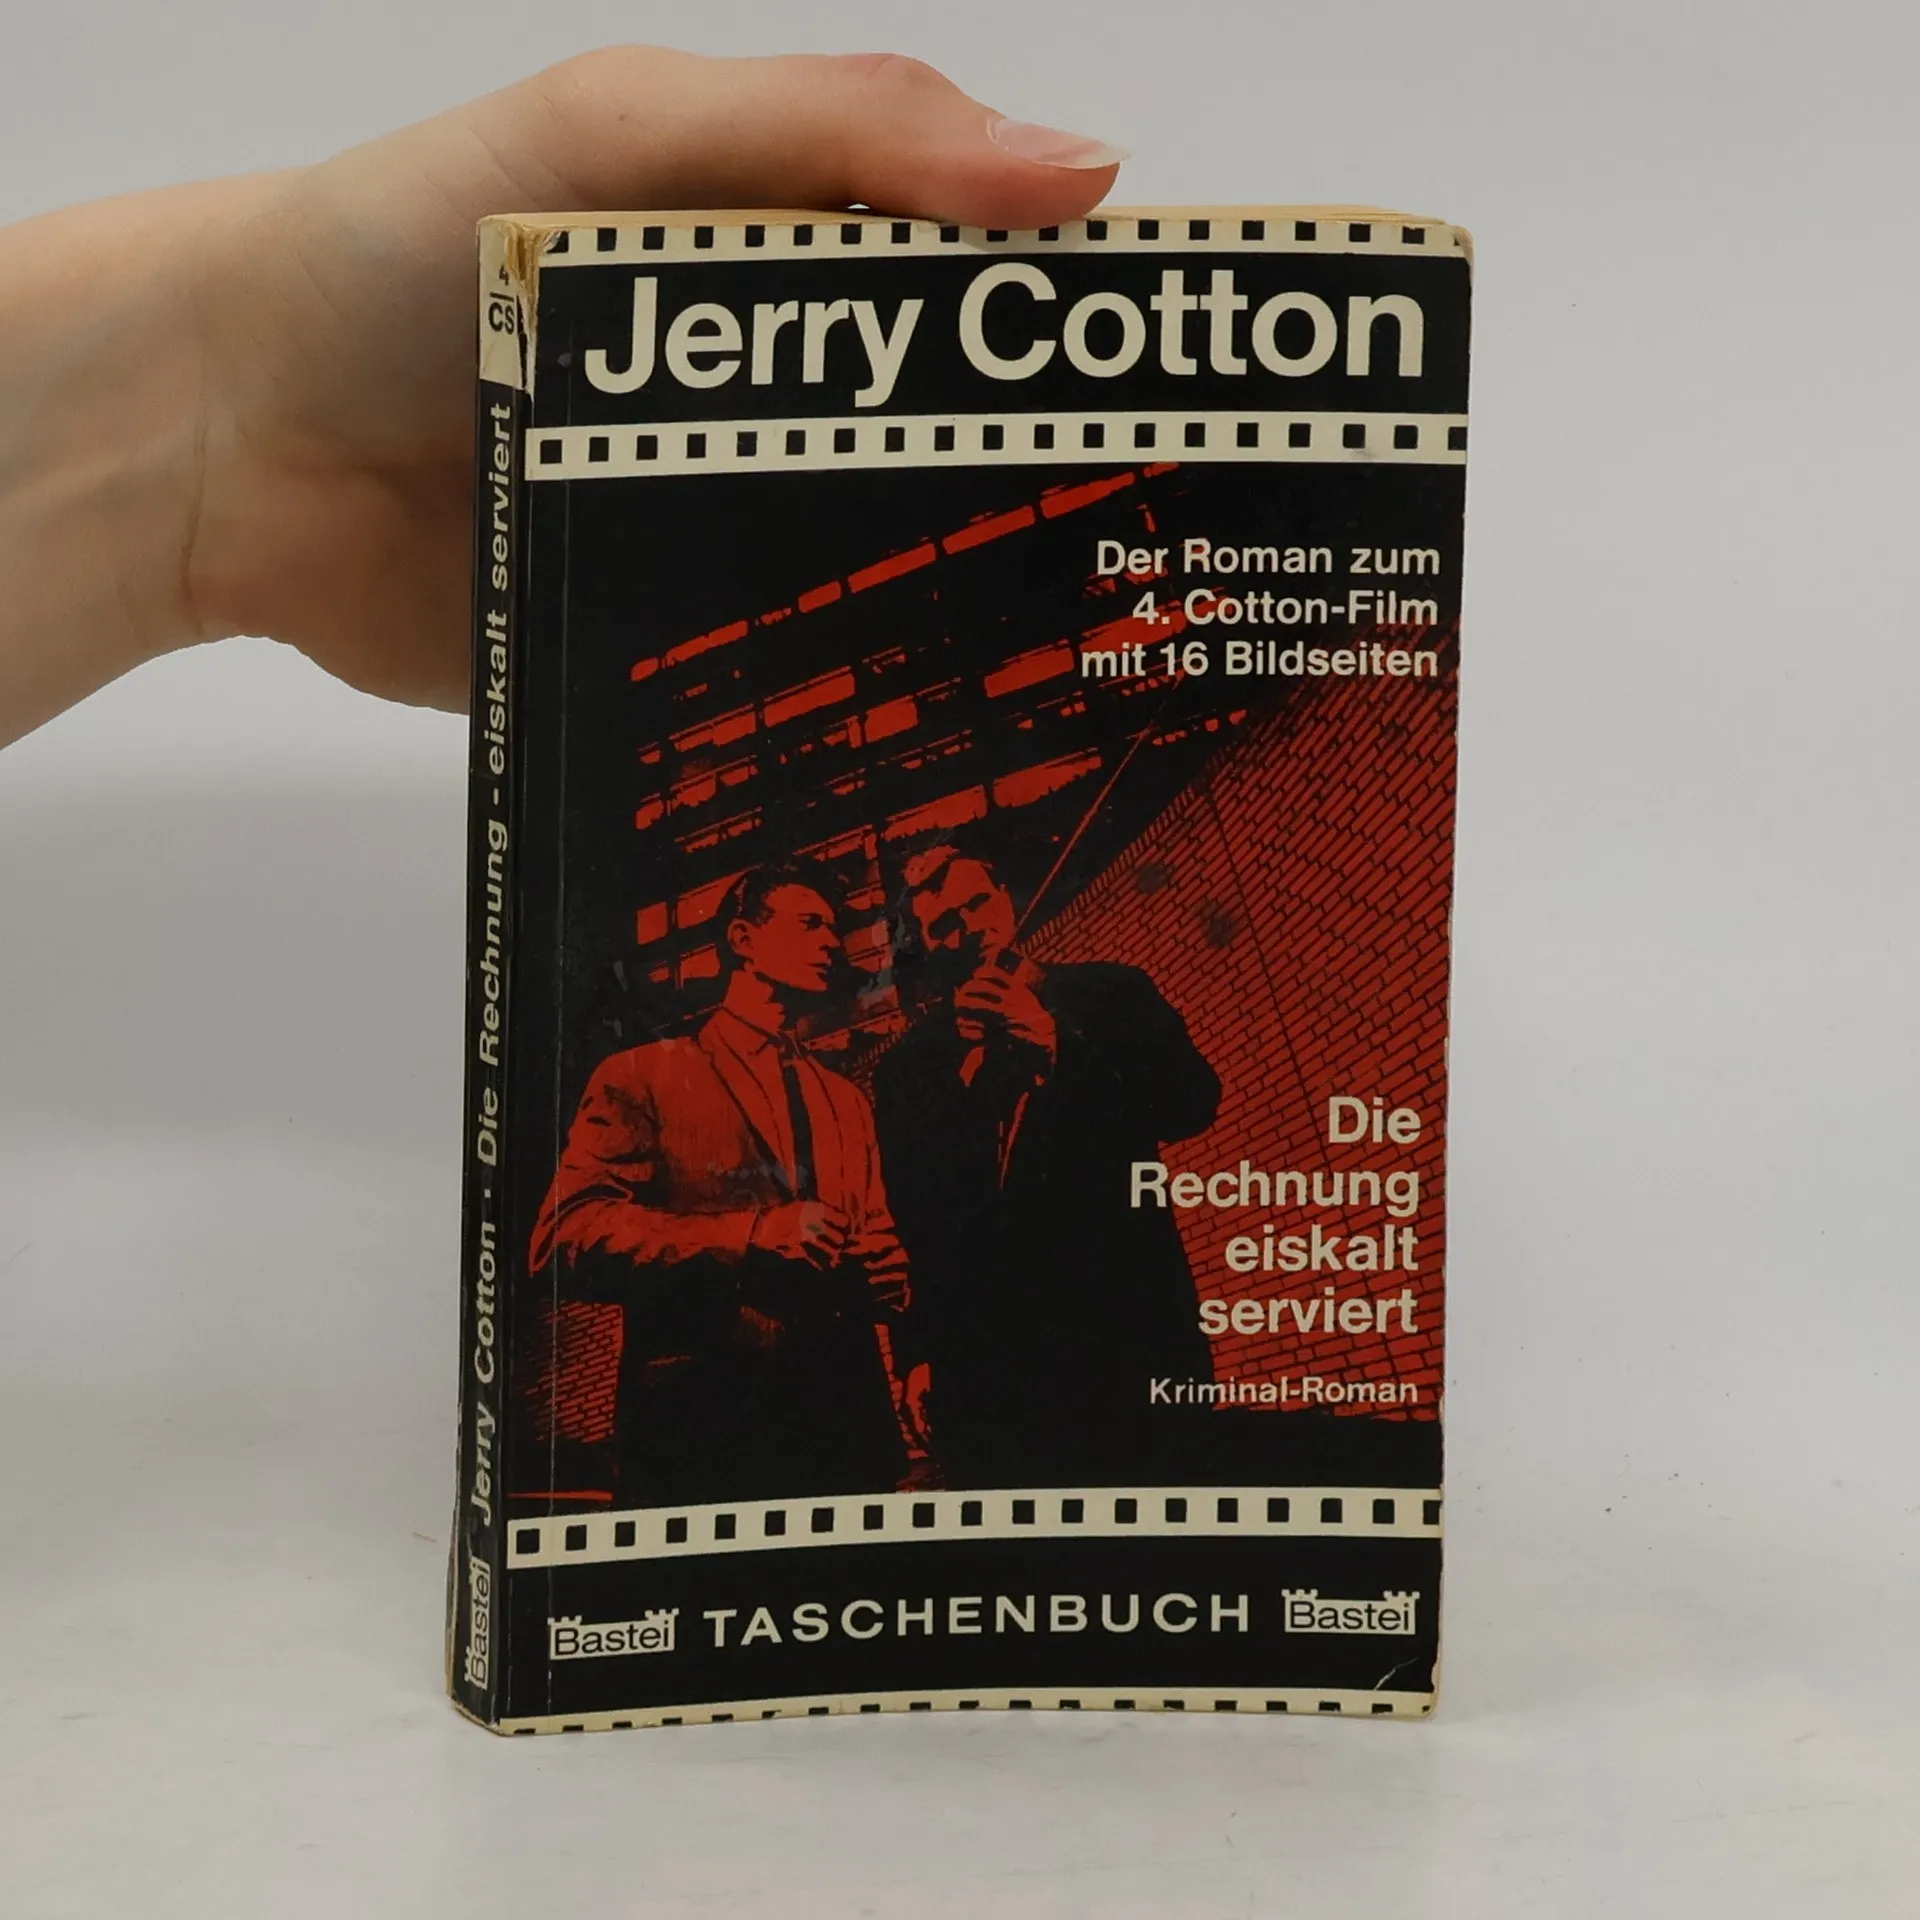 Jerry Cotton
Der Roman zum
4. Cotton-Film
mit 16 Bildseiten
Die
Rechnung
eiskalt
serviert
Kriminal-Roman
Bastei TASCHENBUCH Bastei
CS 4
Bastei Jerry Cotton · Die Rechnung - eiskalt serviert